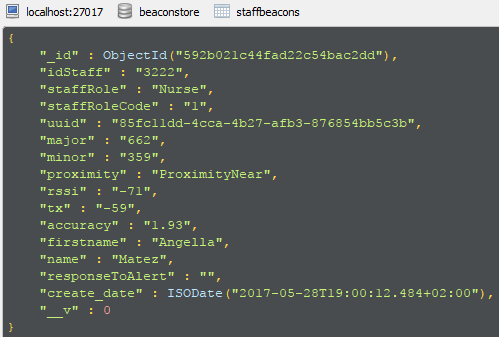 localhost:27017 beaconstore staffbeacons
{
"_id" : ObjectId("592b021c44fad22c54bac2dd"),
"idStaff" : "3222",
"staffRole" : "Nurse",
"staffRoleCode" : "1",
"uuid" : "85fc11dd-4cca-4b27-afb3-876854bb5c3b",
"major" : "662",
"minor" : "359",
"proximity" : "ProximityNear",
"rssi" : "-71",
"tx" : "-59",
"accuracy" : "1.93",
"firstname" : "Angella",
"name" : "Matez",
"responseToAlert" : "",
"create_date" : ISODate("2017-05-28T19:00:12.484+02:00"),
"__v" : 0
}